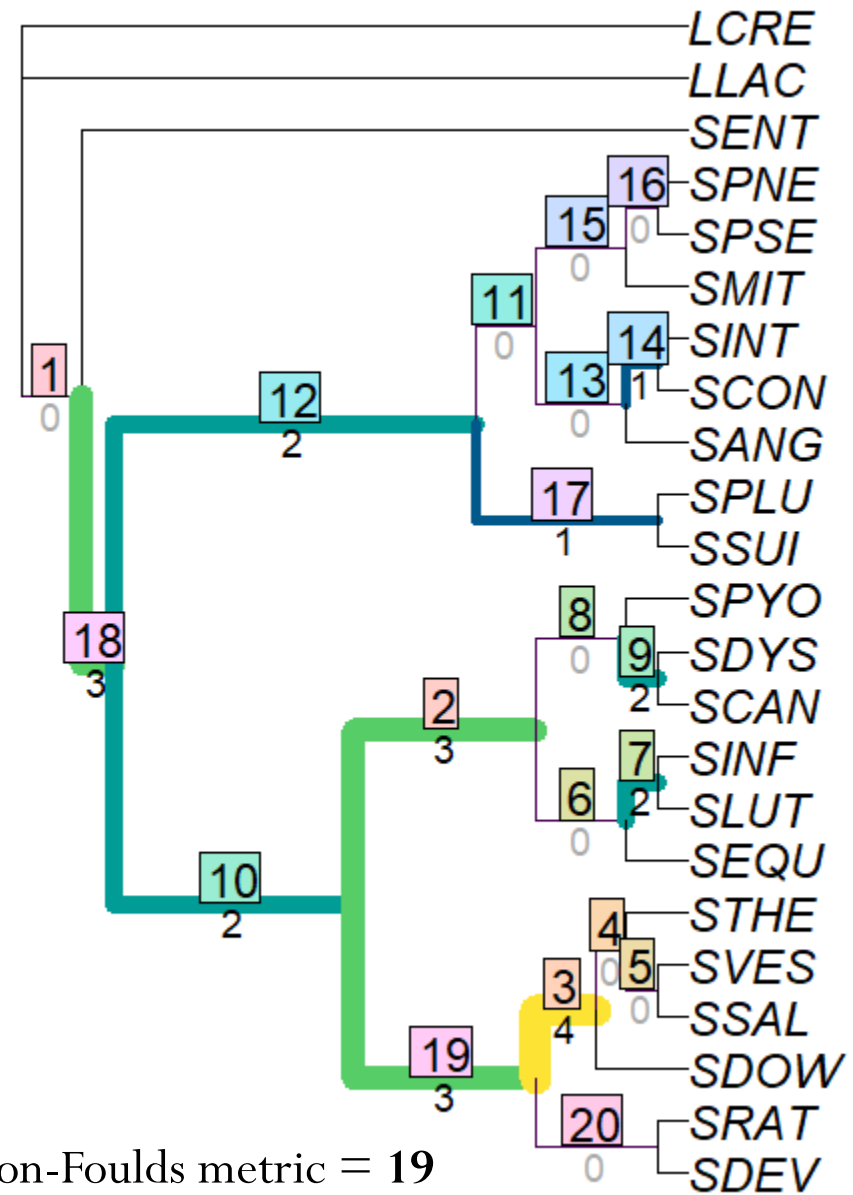 LCRE
LLAC
SENT
16 SPNE
15 0 SPSE
0 SMIT
11 14 SINT
0 13 1 SCON
1 12 0 SANG
0 2 17 SPLU
1 SSUI
8 SPYO
18 0 9 SDYS
3 2 2 SCAN
3 7 SINF
6 2 SLUT
10 0 SEQU
2 4 STHE
3 0 5 SVES
4 0 SSAL
19 SDOW
3 20 SRAT
on-Foulds metric = 19 0 SDEV